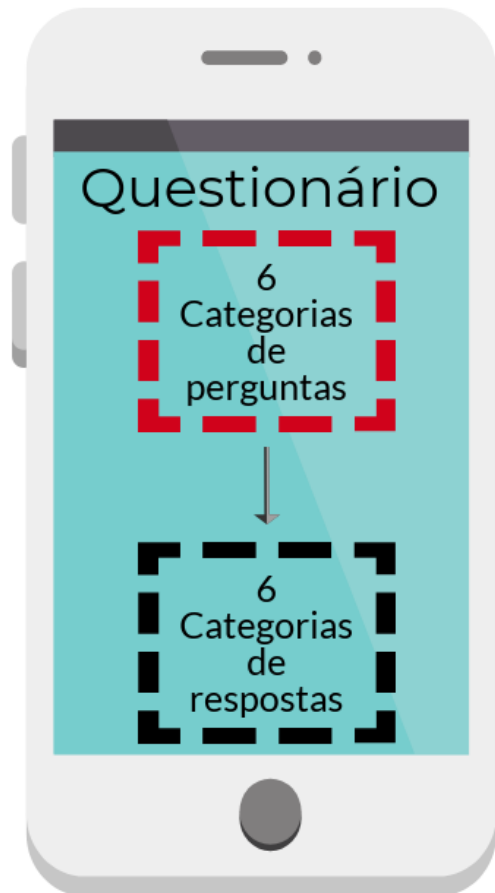 Questionário
6
Categorias
de
perguntas
6
Categorias
de
respostas